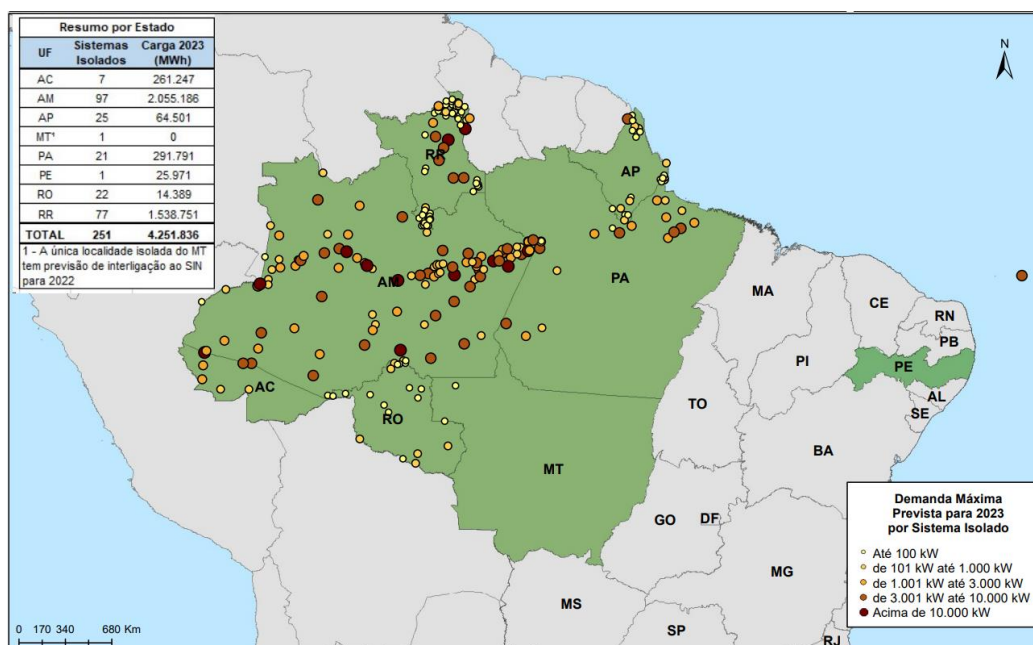 Resumo por Estado
UF Sistemas Isolados Carga 2023 (MWh)
AC 7 261.247
AM 97 2.055.186
AP 25 64.501
MT¹ 1 0
PA 21 291.791
PE 1 25.971
RO 22 14.389
RR 77 1.538.751
TOTAL 251 4.251.836
1 - A única localidade isolada do MT
tem previsão de interligação ao SIN
para 2022
N
RR
AP
AM
PA
MA
CE
RN
PB
PE
PI
AL
SE
AC
RO
TO
BA
MT
GO
DF
MG
MS
SP
RJ
Demanda Máxima
Prevista para 2023
por Sistema Isolado
Até 100 kW
de 101 kW até 1.000 kW
de 1.001 kW até 3.000 kW
de 3.001 kW até 10.000 kW
Acima de 10.000 kW
0 170 340 680 Km